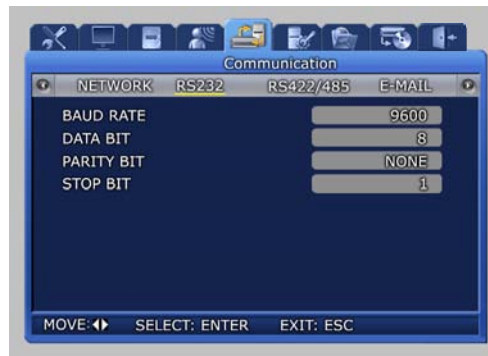 Communication
NETWORK RS232 RS422/485 E-MAIL
BAUD RATE 9600
DATA BIT 8
PARITY BIT NONE
STOP BIT 1
MOVE: SELECT: ENTER EXIT: ESC